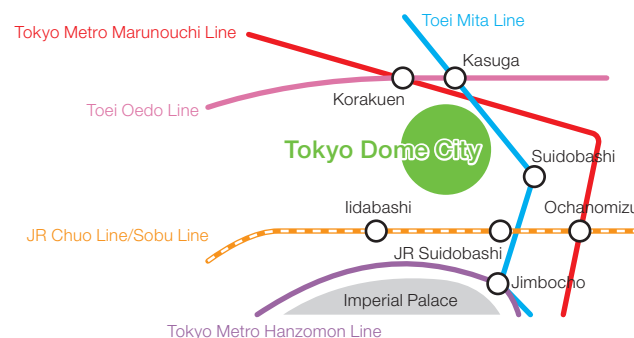 Toei Mita Line
Tokyo Metro Marunouchi Line
Kasuga
Korakuen
Toei Oedo Line
Tokyo Dome City
Suidobashi
Iidabashi
Ochanomizu
JR Chuo Line/Sobu Line
JR Suidobashi
Jimbocho
Imperial Palace
Tokyo Metro Hanzomon Line